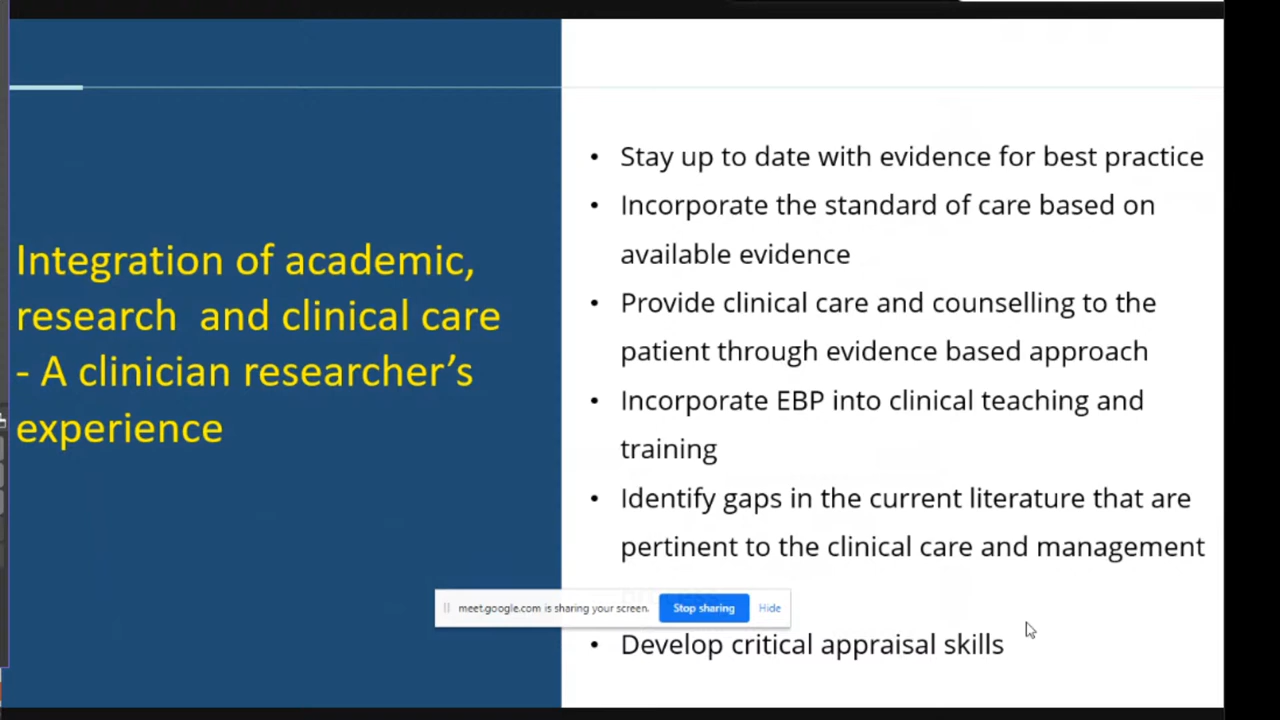 Integration of academic,
research and clinical care
- A clinician researcher's
experience
• Stay up to date with evidence for best practice
• Incorporate the standard of care based on
available evidence
• Provide clinical care and counselling to the
patient through evidence based approach
• Incorporate EBP into clinical teaching and
training
• Identify gaps in the current literature that are
pertinent to the clinical care and management
• Develop critical appraisal skills
meet.google.com is sharing your screen. Stop sharing Hide